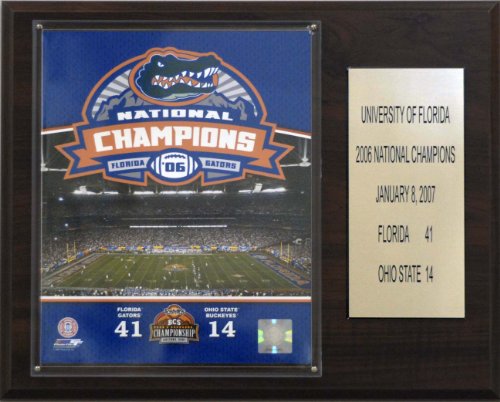 NATIONAL
CHAMPIONS
FLORIDA '06 GATORS
FLORIDA GATORS 41
BCS
CHAMPIONSHIP
OHIO STATE BUCKEYES 14
UNIVERSITY OF FLORIDA
2006 NATIONAL CHAMPIONS
JANUARY 8, 2007
FLORIDA 41
OHIO STATE 14